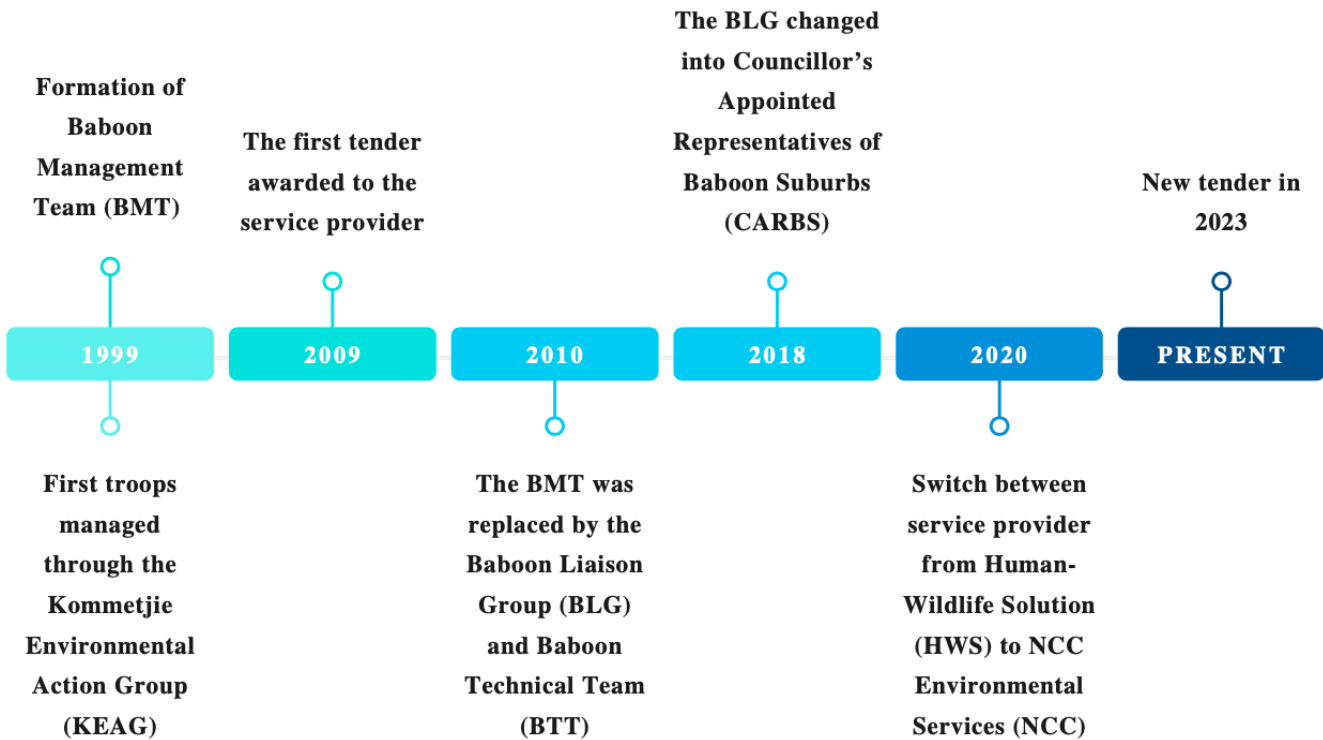 Formation of
Baboon
Management
Team (BMT)
The first tender
awarded to the
service provider
The BLG changed
into Councillor’s
Appointed
Representatives of
Baboon Suburbs
(CARBS)
New tender in
2023
1999
2009
2010
2018
2020
PRESENT
First troops
managed
through the
Kommetjie
Environmental
Action Group
(KEAG)
The BMT was
replaced by the
Baboon Liaison
Group (BLG)
and Baboon
Technical Team
(BTT)
Switch between
service provider
from Human-
Wildlife Solution
(HWS) to NCC
Environmental
Services (NCC)